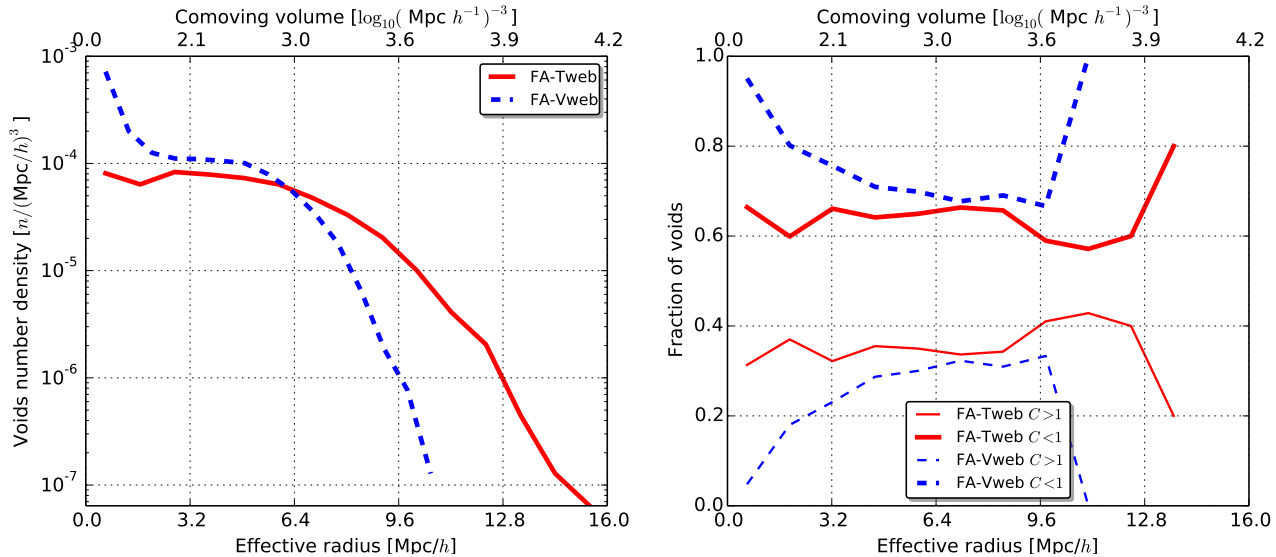 Comoving volume [log₁₀( Mpc h⁻¹)⁻³ ]
0.0 2.1 3.0 3.6 3.9 4.2
10⁻³
10⁻⁴
10⁻⁵
10⁻⁶
10⁻⁷
Voids number density [n/(Mpc/h)³ ]
FA-Tweb
FA-Vweb
0.0 3.2 6.4 9.6 12.8 16.0
Effective radius [Mpc/h]
Comoving volume [log₁₀( Mpc h⁻¹)⁻³ ]
0.0 2.1 3.0 3.6 3.9 4.2
1.0
0.8
0.6
0.4
0.2
0.0
Fraction of voids
FA-Tweb C>1
FA-Tweb C<1
FA-Vweb C>1
FA-Vweb C<1
0.0 3.2 6.4 9.6 12.8 16.0
Effective radius [Mpc/h]